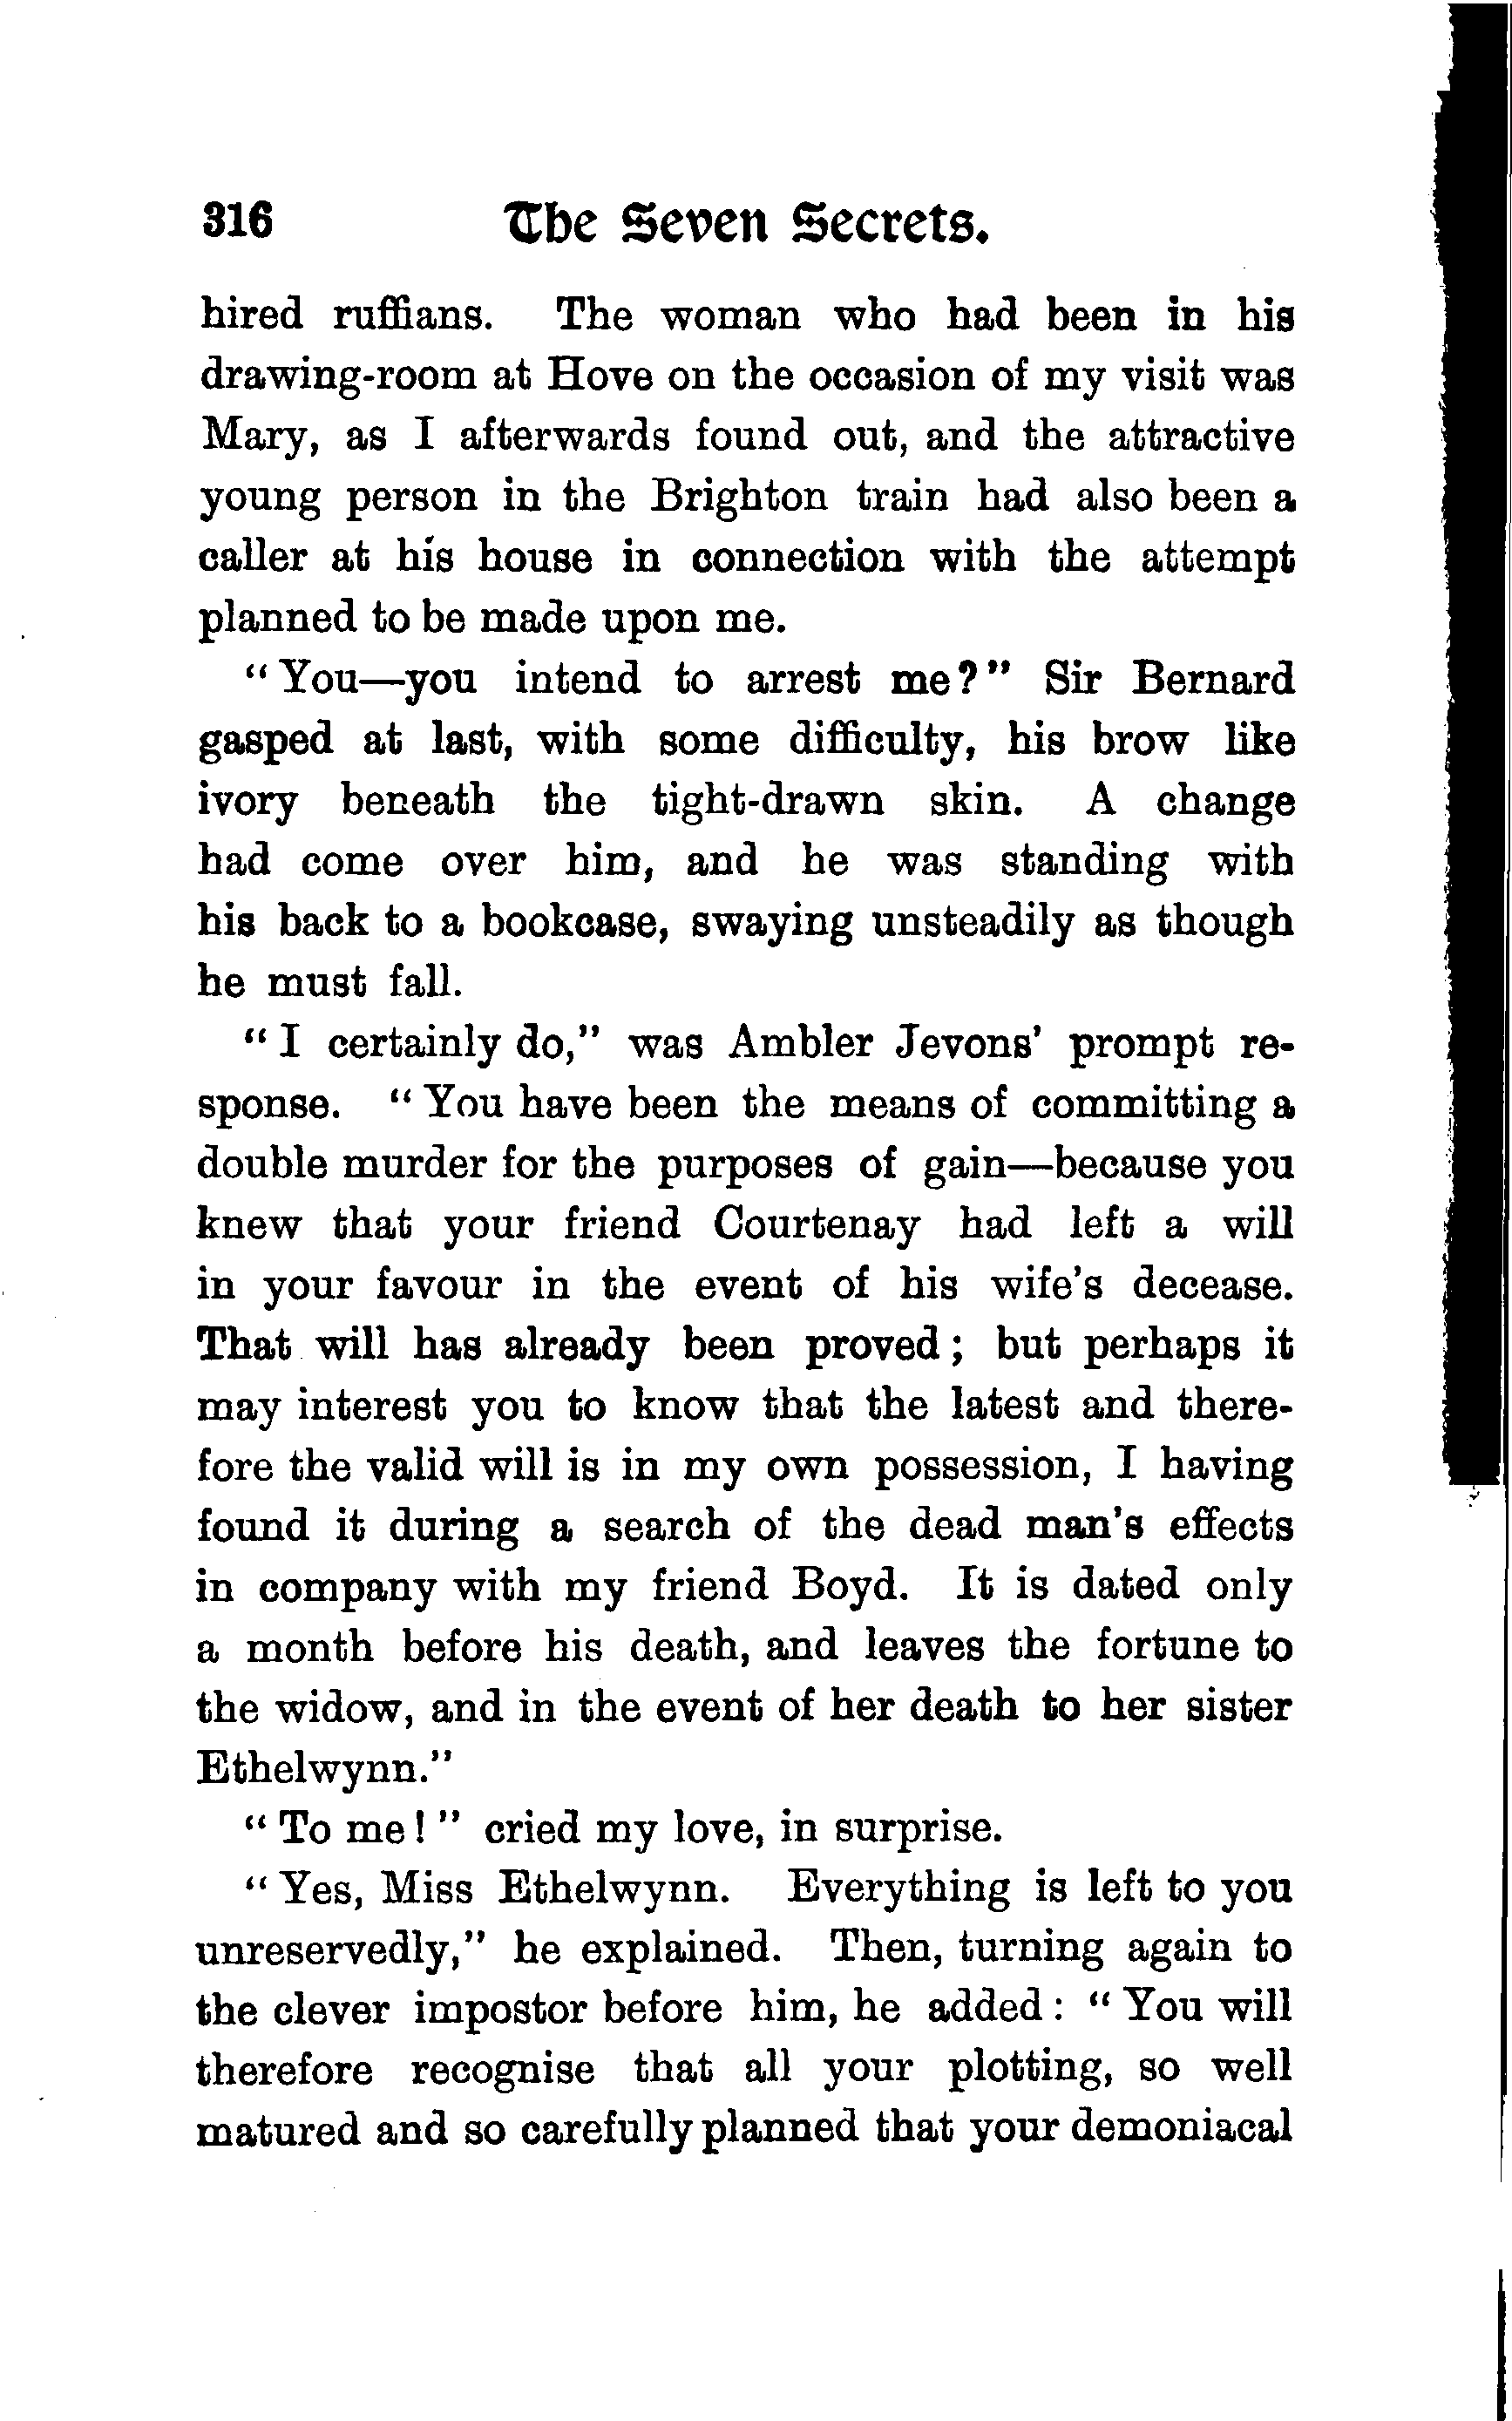 316 The Seven Secrets.
hired ruffians. The woman who had been in his
drawing-room at Hove on the occasion of my visit was
Mary, as I afterwards found out, and the attractive
young person in the Brighton train had also been a
caller at his house in connection with the attempt
planned to be made upon me.
"You—you intend to arrest me?" Sir Bernard
gasped at last, with some difficulty, his brow like
ivory beneath the tight-drawn skin. A change
had come over him, and he was standing with
his back to a bookcase, swaying unsteadily as though
he must fall.
"I certainly do," was Ambler Jevons' prompt re-
sponse. "You have been the means of committing a
double murder for the purposes of gain—because you
knew that your friend Courtenay had left a will
in your favour in the event of his wife's decease.
That will has already been proved; but perhaps it
may interest you to know that the latest and there-
fore the valid will is in my own possession, I having
found it during a search of the dead man's effects
in company with my friend Boyd. It is dated only
a month before his death, and leaves the fortune to
the widow, and in the event of her death to her sister
Ethelwynn."
"To me!" cried my love, in surprise.
"Yes, Miss Ethelwynn. Everything is left to you
unreservedly," he explained. Then, turning again to
the clever impostor before him, he added: "You will
therefore recognise that all your plotting, so well
matured and so carefully planned that your demoniacal